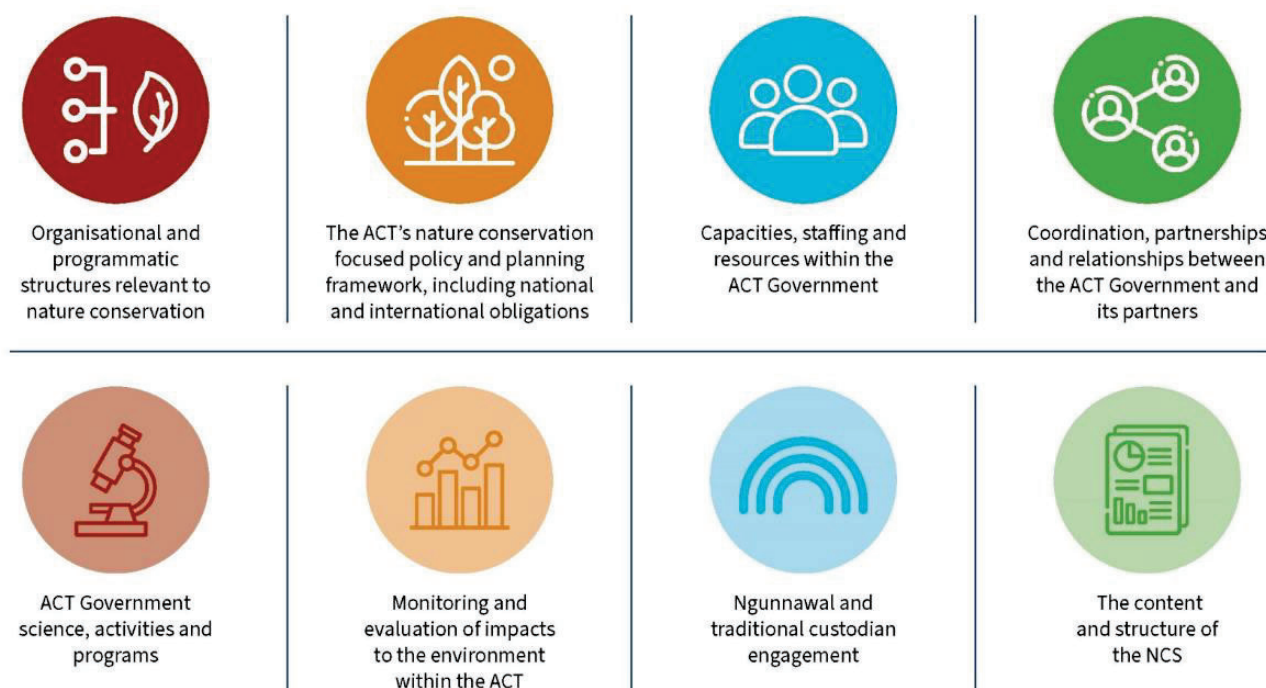 Organisational and
programmatic
structures relevant to
nature conservation
The ACT’s nature conservation
focused policy and planning
framework, including national
and international obligations
Capacities, staffing and
resources within the
ACT Government
Coordination, partnerships
and relationships between
the ACT Government and
its partners
ACT Government
science, activities and
programs
Monitoring and
evaluation of impacts
to the environment
within the ACT
Ngunnawal and
traditional custodian
engagement
The content
and structure of
the NCS